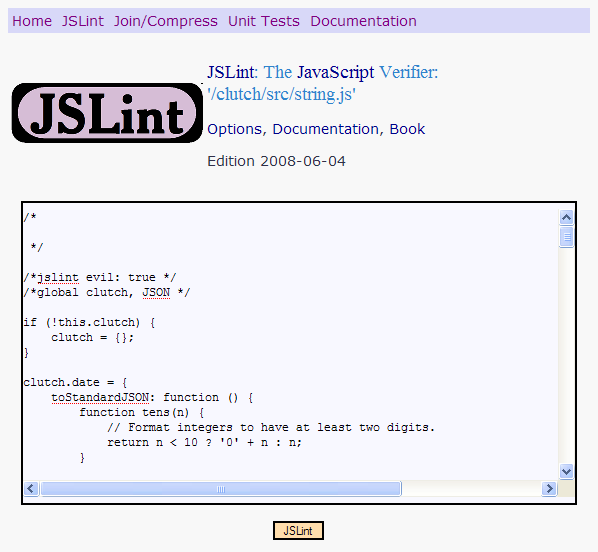 Home JSLint Join/Compress Unit Tests Documentation
JSLint
JSLint: The JavaScript Verifier:
'/clutch/src/string.js'
Options, Documentation, Book
Edition 2008-06-04
/*
*/
/*jslint evil: true */
/*global clutch, JSON */
if (!this.clutch) {
clutch = {};
}
clutch.date = {
toStandardJSON: function () {
function tens(n) {
// Format integers to have at least two digits.
return n < 10 ? '0' + n : n;
}
JSLint